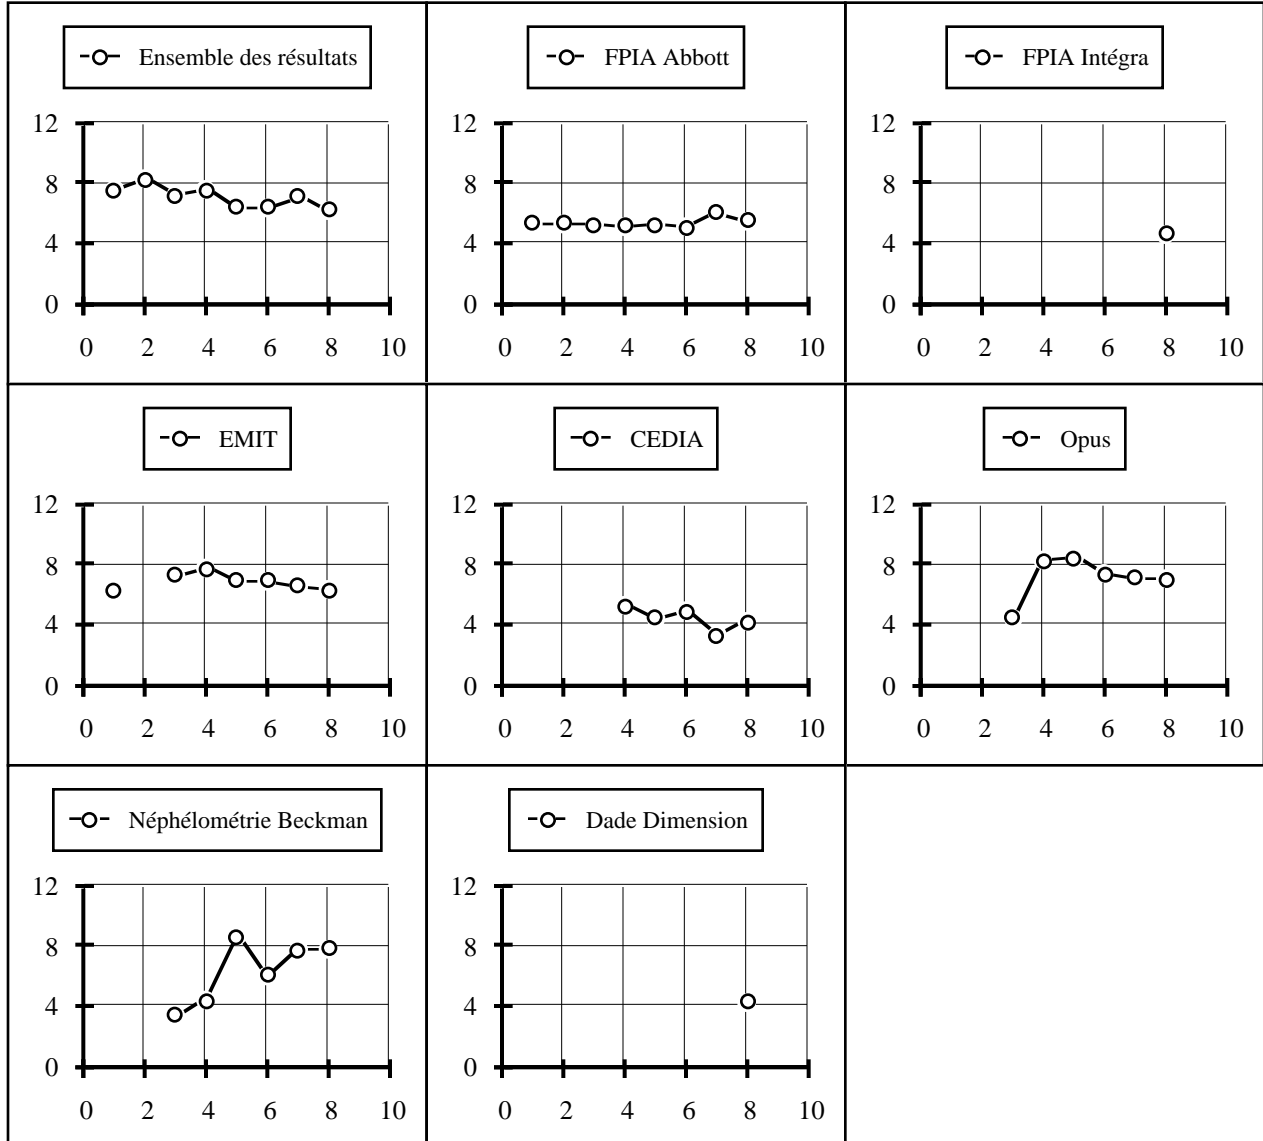 Ensemble des résultats
12
8
4
0
0 2 4 6 8 10
FPIA Abbott
12
8
4
0
0 2 4 6 8 10
FPIA Intégra
12
8
4
0
0 2 4 6 8 10
EMIT
12
8
4
0
0 2 4 6 8 10
CEDIA
12
8
4
0
0 2 4 6 8 10
Opus
12
8
4
0
0 2 4 6 8 10
Néphélométrie Beckman
12
8
4
0
0 2 4 6 8 10
Dade Dimension
12
8
4
0
0 2 4 6 8 10